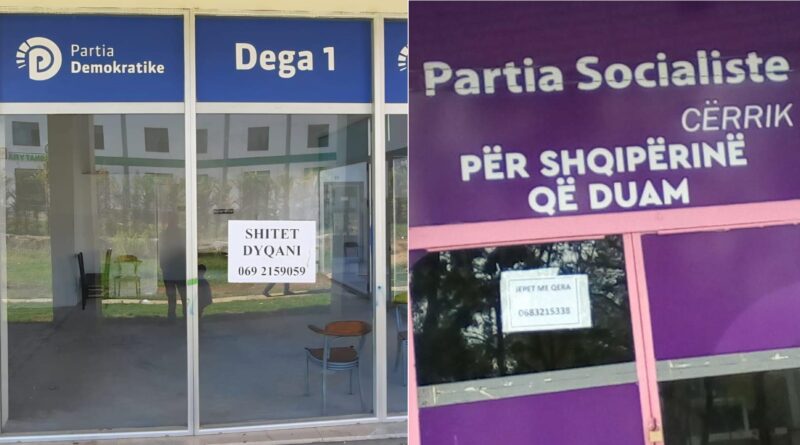 Partia
Demokratike
Dega 1
SHITET
DYQANI
069 2159059
Partia Socialiste
CËRRIK
PËR SHQIPËRINË
QË DUAM
JEPET ME QERA
0683215338